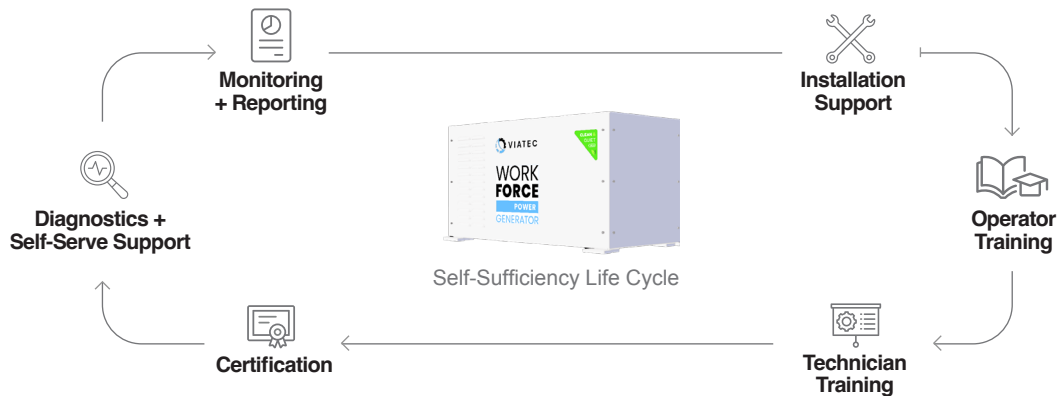 Monitoring
+ Reporting
Installation
Support
VIATEC
WORK
FORCE
POWER
GENERATOR
Diagnostics +
Self-Serve Support
Operator
Training
Self-Sufficiency Life Cycle
Certification
Technician
Training